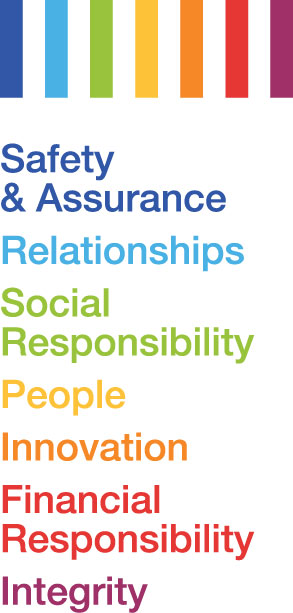 Safety
& Assurance
Relationships
Social
Responsibility
People
Innovation
Financial
Responsibility
Integrity